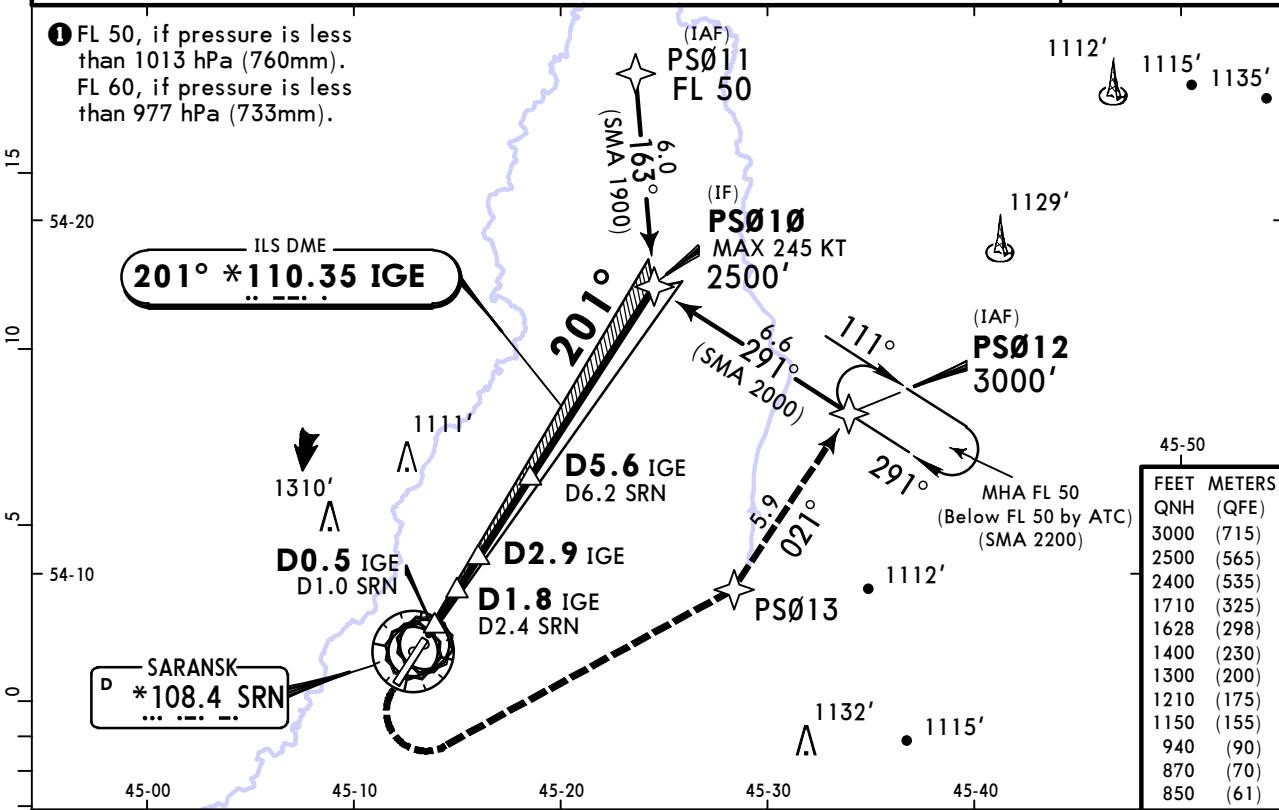 ❶ FL 50, if pressure is less
than 1013 hPa (760mm).
FL 60, if pressure is less
than 977 hPa (733mm).
(IAF)
PSØ11
FL 50
1112'
1115'
1135'
6.0
163°
(SMA 1900)
15
54-20
(IF)
PSØ1Ø
MAX 245 KT
2500'
1129'
ILS DME
201° *110.35 IGE
201°
10
6.6
291°
(SMA 2000)
111°
(IAF)
PSØ12
3000'
1111'
1310'
D5.6 IGE
D6.2 SRN
291°
MHA FL 50
(Below FL 50 by ATC)
(SMA 2200)
45-50
5
5.9
021°
D0.5 IGE
D1.0 SRN
D2.9 IGE
54-10
D1.8 IGE
D2.4 SRN
PSØ13
1112'
SARANSK
D *108.4 SRN
0
1132'
1115'
45-00
45-10
45-20
45-30
45-40
FEET METERS
QNH (QFE)
3000 (715)
2500 (565)
2400 (535)
1710 (325)
1628 (298)
1400 (230)
1300 (200)
1210 (175)
1150 (155)
940 (90)
870 (70)
850 (61)